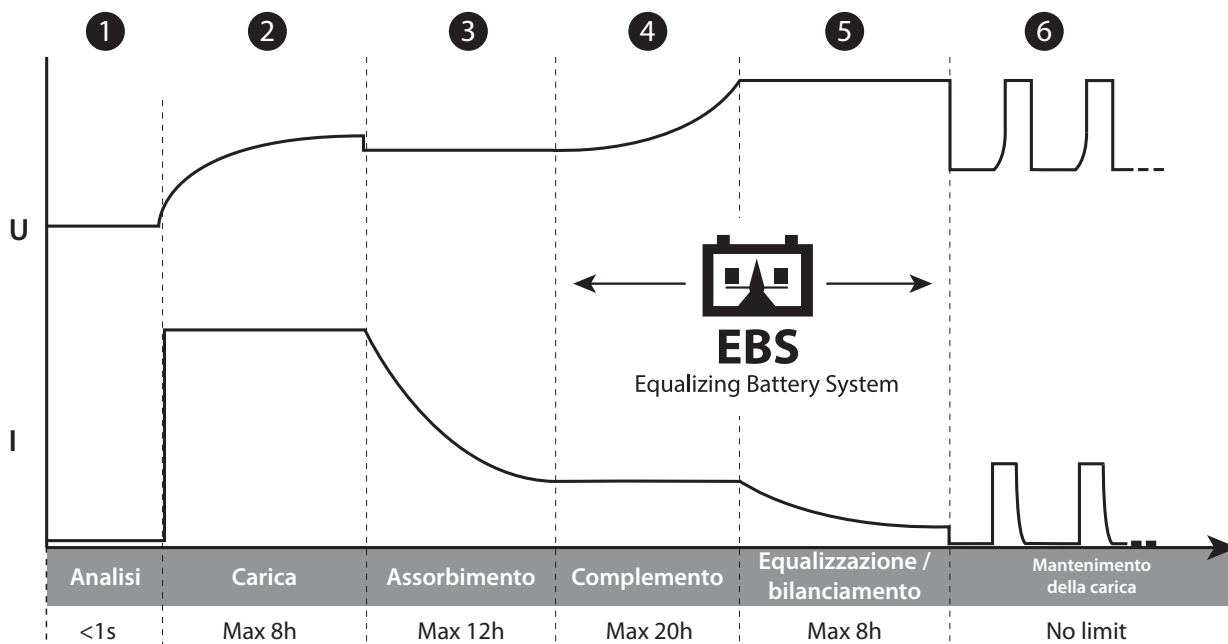 1 2 3 4 5 6
U
EBS
Equalizing Battery System
I
Analisi
Carica
Assorbimento
Complemento
Equalizzazione /
bilanciamento
Mantenimento
della carica
<1s
Max 8h
Max 12h
Max 20h
Max 8h
No limit